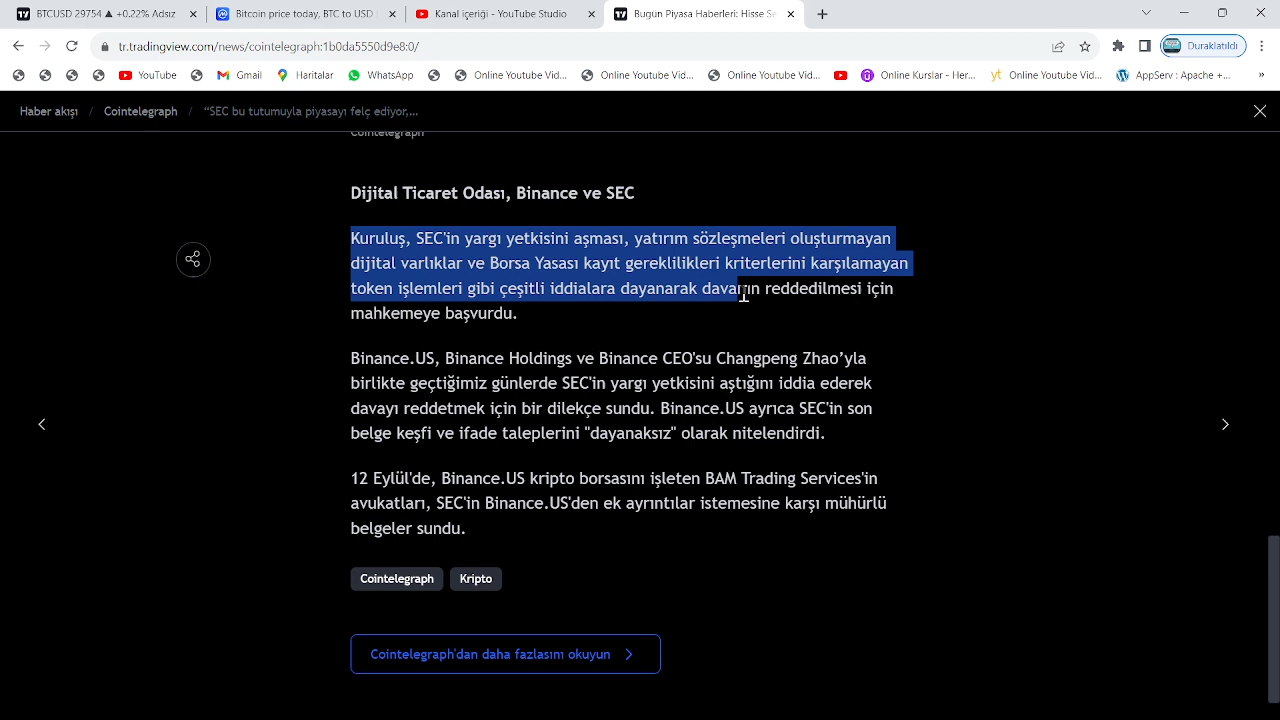 BTCUSD 29754 ▲ +0.22% Adsız
Bitcoin price today, BTC to USD l
Kanal içeriği - YouTube Studio
Bugün Piyasa Haberleri: Hisse Se
tr.tradingview.com/news/cointelegraph:1b0da5550d9e8:0/
Duraklatıldı
YouTube
Gmail
Haritalar
WhatsApp
Online Youtube Vid...
Online Youtube Vid...
Online Youtube Vid...
Online Kurslar - Her...
Online Youtube Vid...
AppServ : Apache +...
Haber akışı / Cointelegraph / “SEC bu tutumuyla piyasayı felç ediyor,...
Cointelegraph
Dijital Ticaret Odası, Binance ve SEC
Kuruluş, SEC'in yargı yetkisini aşması, yatırım sözleşmeleri oluşturmayan
dijital varlıklar ve Borsa Yasası kayıt gereklilikleri kriterlerini karşılamayan
token işlemleri gibi çeşitli iddialara dayanarak davanın reddedilmesi için
mahkemeye başvurdu.
Binance.US, Binance Holdings ve Binance CEO'su Changpeng Zhao’yla
birlikte geçtiğimiz günlerde SEC'in yargı yetkisini aştığını iddia ederek
davayı reddetmek için bir dilekçe sundu. Binance.US ayrıca SEC'in son
belge keşfi ve ifade taleplerini "dayanaksız" olarak nitelendirdi.
12 Eylül'de, Binance.US kripto borsasını işleten BAM Trading Services'in
avukatları, SEC'in Binance.US'den ek ayrıntılar istemesine karşı mühürlü
belgeler sundu.
Cointelegraph
Kripto
Cointelegraph'dan daha fazlasını okuyun